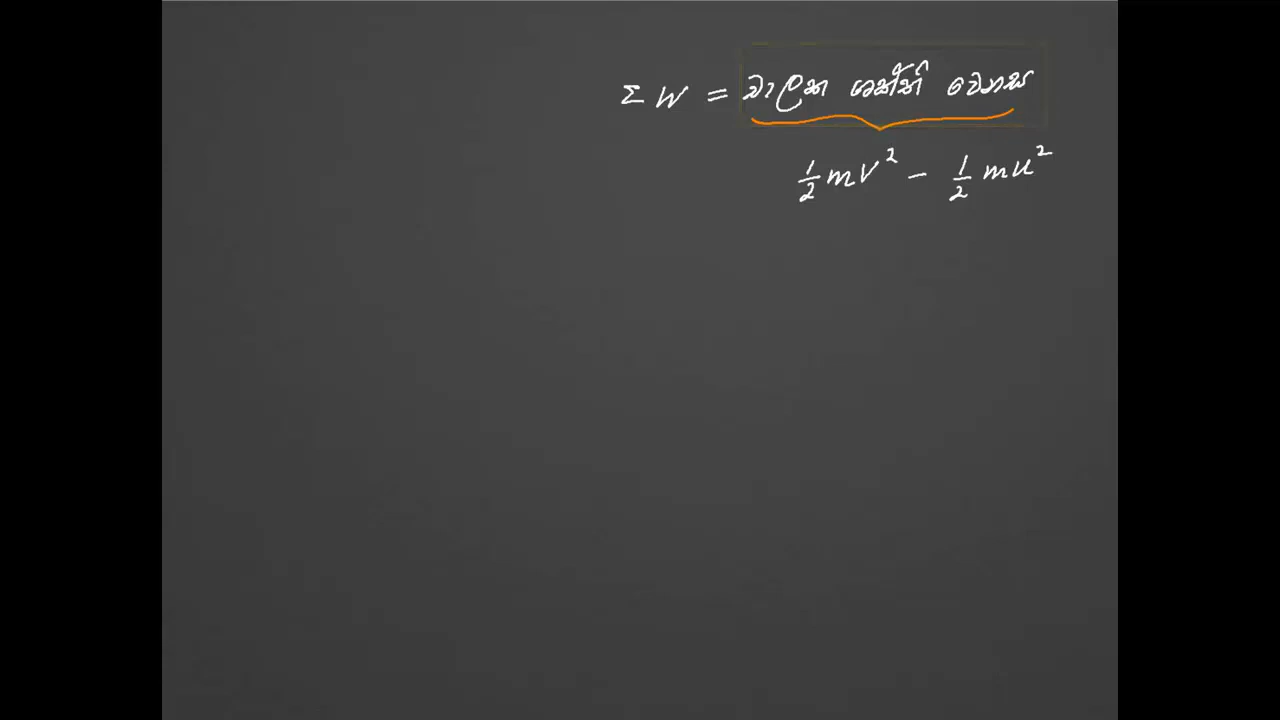 Σ W = චාලක ශක්ති වෙනස
½mv² − ½mu²